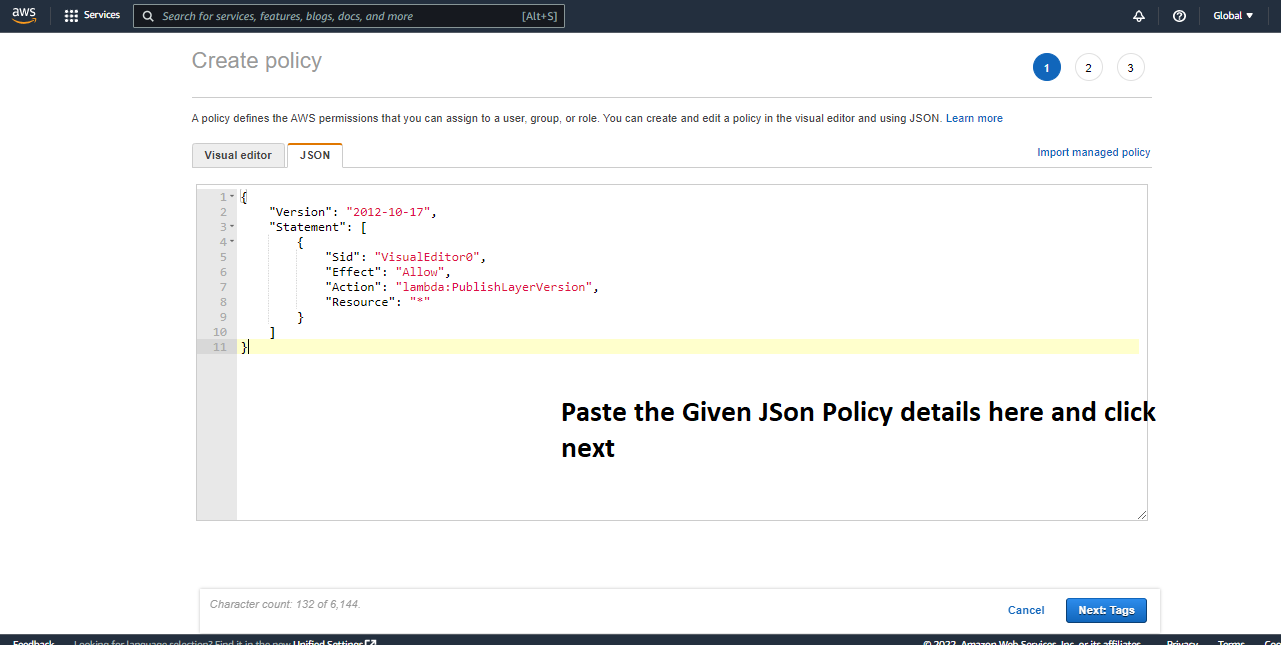 aws Services Search for services, features, blogs, docs, and more [Alt+S] Global
Create policy
1 2 3
A policy defines the AWS permissions that you can assign to a user, group, or role. You can create and edit a policy in the visual editor and using JSON. Learn more
Visual editor JSON
Import managed policy
1 {
2 "Version": "2012-10-17",
3 "Statement": [
4 {
5 "Sid": "VisualEditor0",
6 "Effect": "Allow",
7 "Action": "lambda:PublishLayerVersion",
8 "Resource": "*"
9 }
10 ]
11 }
Paste the Given JSon Policy details here and click
next
Character count: 132 of 6,144.
Cancel Next: Tags
Feedback Looking for language selection? Find it in the new Unified Settings © 2022, Amazon Web Services, Inc. or its affiliates. Privacy Terms